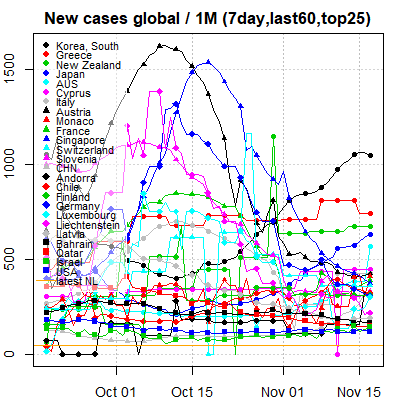 New cases global / 1M (7day,last60,top25)
Korea, South
Greece
New Zealand
Japan
AUS
Cyprus
Italy
Austria
Monaco
France
Singapore
Switzerland
Slovenia
CHN
Andorra
Chile
Finland
Germany
Luxembourg
Liechtenstein
Latvia
Bahrain
Qatar
Israel
USA
latest NL
0
500
1000
1500
Oct 01
Oct 15
Nov 01
Nov 15